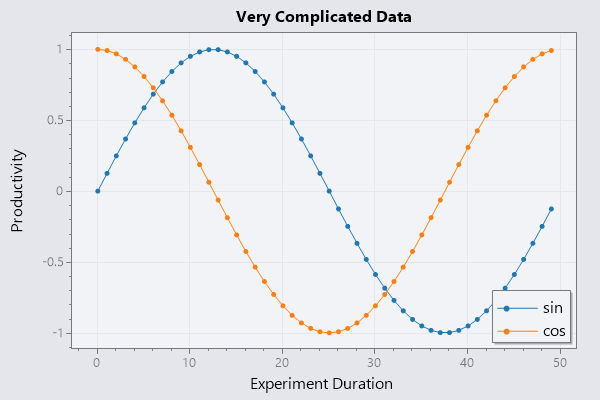 Very Complicated Data
Productivity
1
0.5
0
-0.5
-1
0
10
20
30
40
50
Experiment Duration
sin
cos